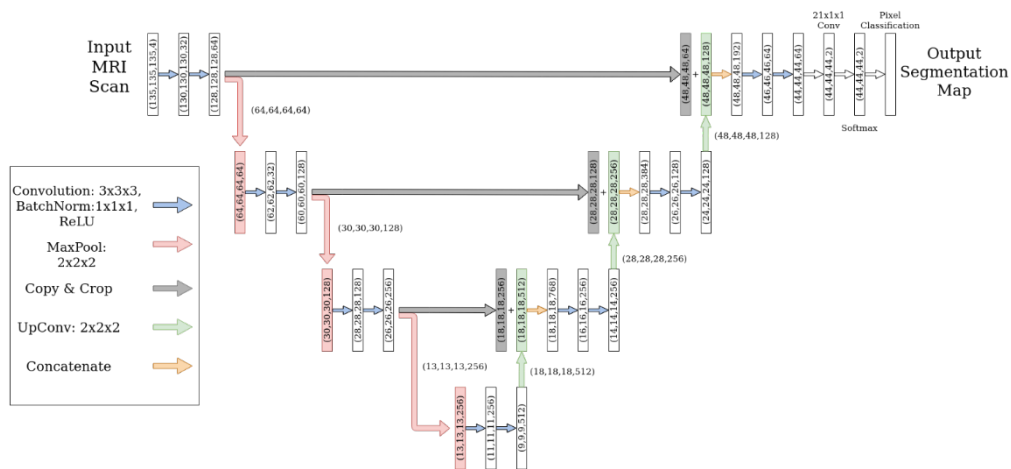 Input
MRI
Scan
(135,135,135,4)
(130,130,130,32)
(128,128,128,64)
(64,64,64,64)
(48,48,48,64)
+
(48,48,48,128)
(48,48,48,192)
(46,46,46,64)
(44,44,44,64)
21x1x1
Conv
(44,44,44,2)
(44,44,44,2)
Softmax
Pixel
Classification
Output
Segmentation
Map
(48,48,48,128)
(64,64,64,64)
(62,62,62,32)
(60,60,60,128)
(30,30,30,128)
(28,28,28,128)
+
(28,28,28,256)
(28,28,28,384)
(26,26,26,128)
(24,24,24,128)
(28,28,28,256)
(30,30,30,128)
(28,28,28,128)
(26,26,26,256)
(13,13,13,256)
(18,18,18,256)
+
(18,18,18,512)
(18,18,18,768)
(16,16,16,256)
(14,14,14,256)
(18,18,18,512)
(13,13,13,256)
(11,11,11,256)
(9,9,9,512)
Convolution: 3x3x3,
BatchNorm:1x1x1,
ReLU
MaxPool:
2x2x2
Copy & Crop
UpConv: 2x2x2
Concatenate